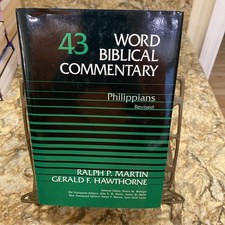 43 WORD
BIBLICAL
COMMENTARY
Philippians
Revised
RALPH P. MARTIN
GERALD F. HAWTHORNE